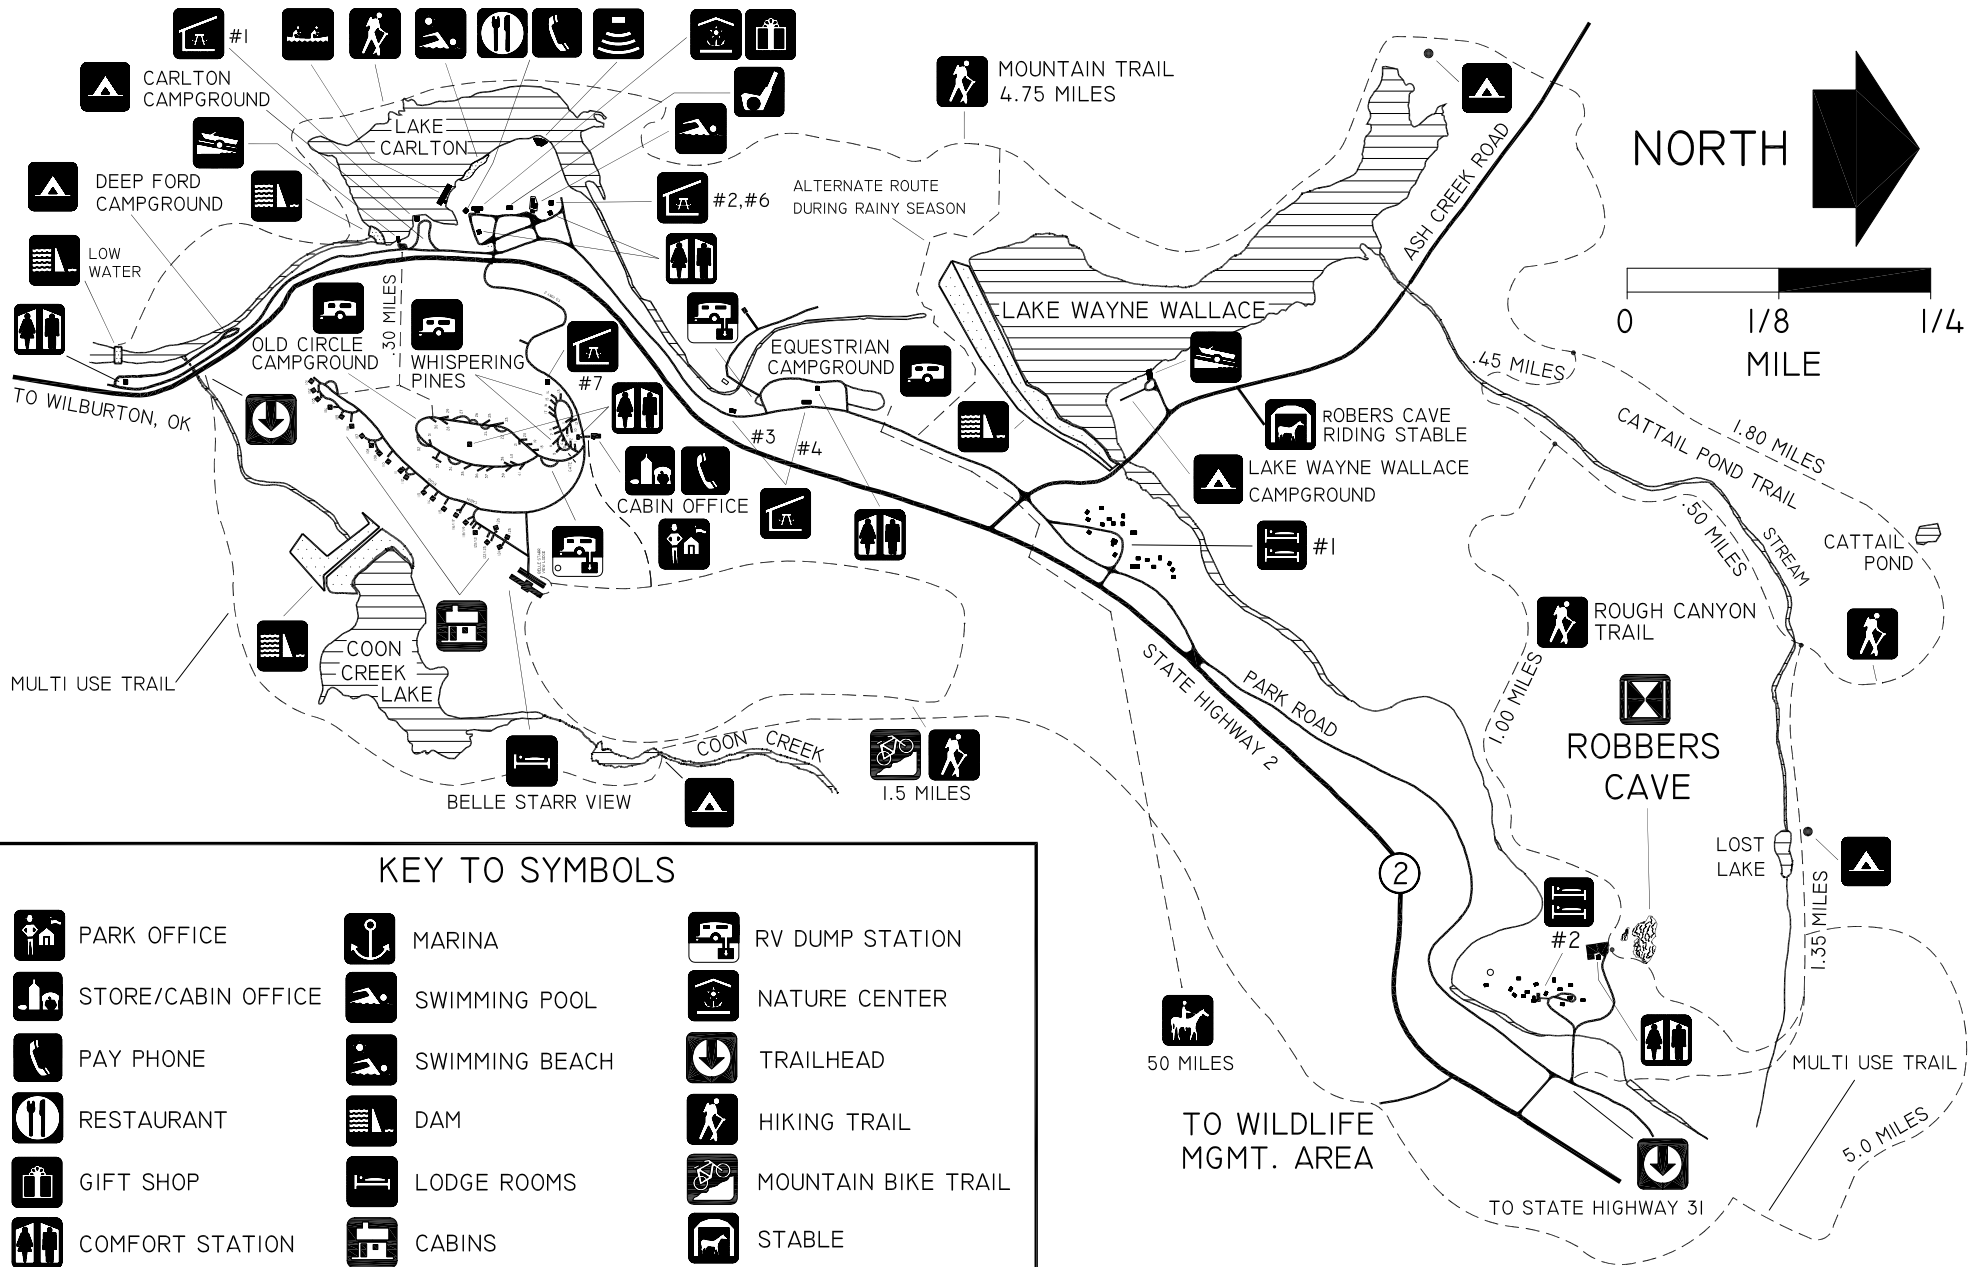 #1
CARLTON
CAMPGROUND
LAKE
CARLTON
DEEP FORD
CAMPGROUND
LOW
WATER
#2,#6
ALTERNATE ROUTE
DURING RAINY SEASON
MOUNTAIN TRAIL
4.75 MILES
ASH CREEK ROAD
NORTH
0 1/8 1/4
MILE
TO WILBURTON, OK
OLD CIRCLE
CAMPGROUND
.30 MILES
WHISPERING
PINES
#7
EQUESTRIAN
CAMPGROUND
#3
#4
CABIN OFFICE
LAKE WAYNE WALLACE
ROBERS CAVE
RIDING STABLE
LAKE WAYNE WALLACE
CAMPGROUND
#1
.45 MILES
CATTAIL POND TRAIL
1.80 MILES
.50 MILES
STREAM
CATTAIL
POND
ROUGH CANYON
TRAIL
1.00 MILES
ROBBERS
CAVE
LOST
LAKE
1.35 MILES
#2
MULTI USE TRAIL
COON
CREEK
LAKE
BELLE STARR VIEW
COON CREEK
1.5 MILES
STATE HIGHWAY 2
PARK ROAD
2
50 MILES
TO WILDLIFE
MGMT. AREA
TO STATE HIGHWAY 31
MULTI USE TRAIL
5.0 MILES
KEY TO SYMBOLS
PARK OFFICE
STORE/CABIN OFFICE
PAY PHONE
RESTAURANT
GIFT SHOP
COMFORT STATION
MARINA
SWIMMING POOL
SWIMMING BEACH
DAM
LODGE ROOMS
CABINS
RV DUMP STATION
NATURE CENTER
TRAILHEAD
HIKING TRAIL
MOUNTAIN BIKE TRAIL
STABLE